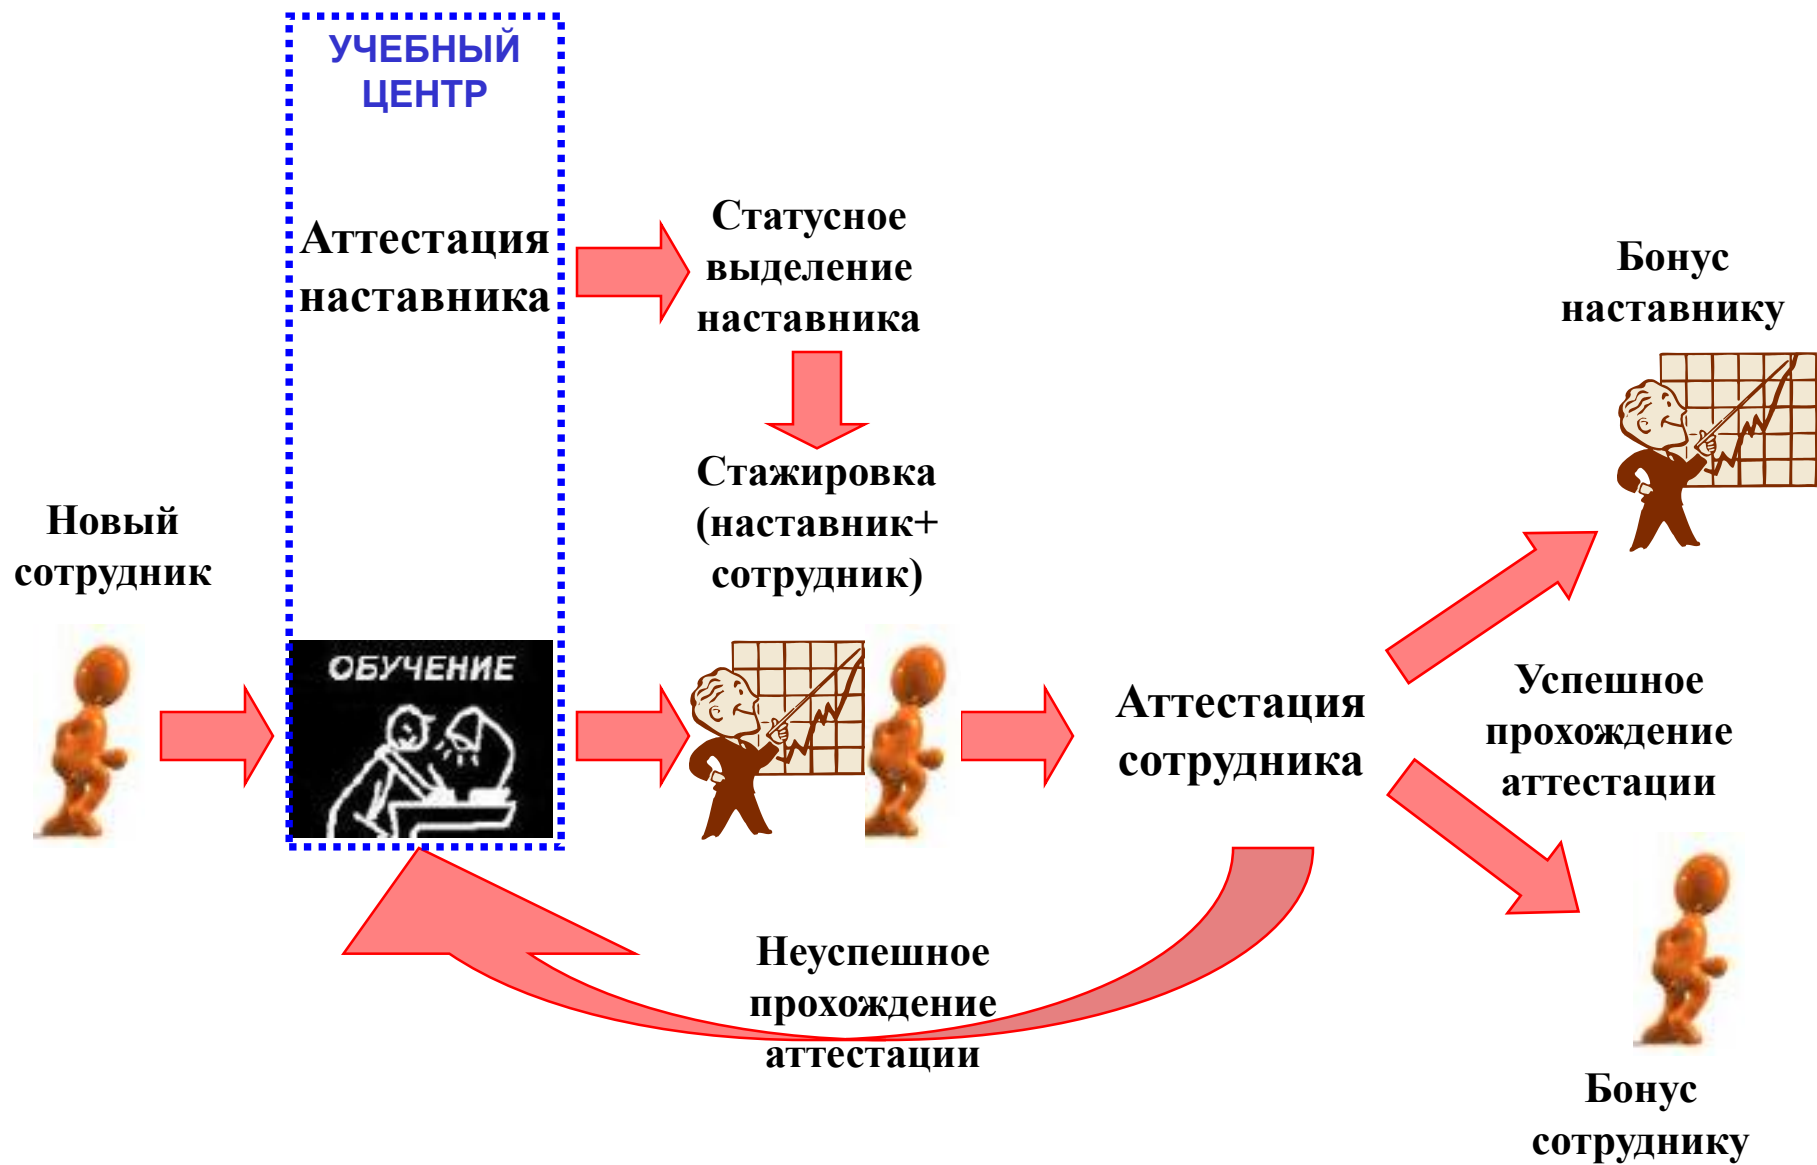 УЧЕБНЫЙ
ЦЕНТР
Аттестация
наставника
Статусное
выделение
наставника
Бонус
наставнику
Стажировка
(наставник+
сотрудник)
Новый
сотрудник
ОБУЧЕНИЕ
Аттестация
сотрудника
Успешное
прохождение
аттестации
Неуспешное
прохождение
аттестации
Бонус
сотруднику